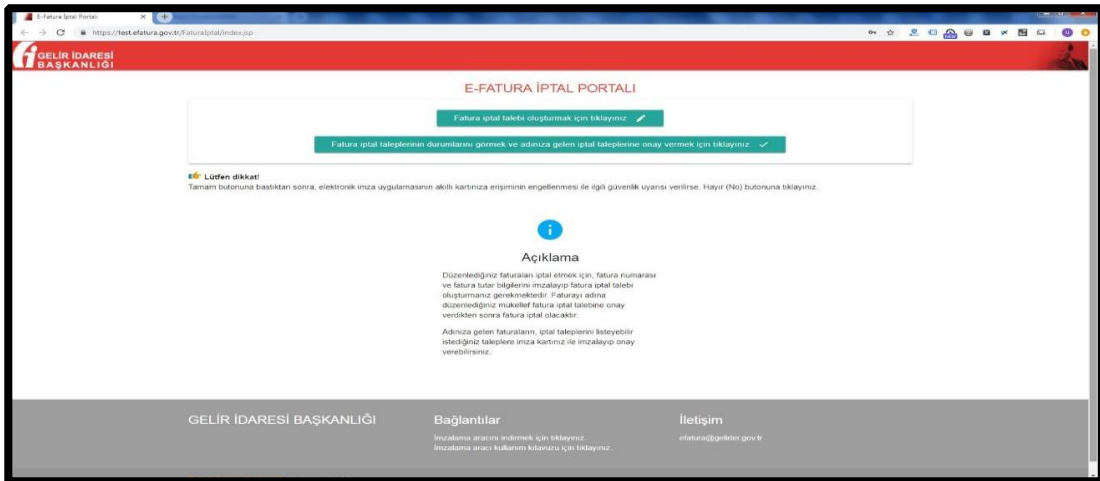 E-Fatura İptal Portalı
https://test.efatura.gov.tr/FaturaIptal/index.jsp
GELİR İDARESİ
BAŞKANLIĞI
E-FATURA İPTAL PORTALI
Fatura iptal talebi oluşturmak için tıklayınız
Fatura iptal taleplerinin durumlarını görmek ve adınıza gelen iptal taleplerine onay vermek için tıklayınız
Lütfen dikkat!
Tamam butonuna bastıktan sonra, elektronik imza uygulamasının akıllı kartınıza erişiminin engellenmesi ile ilgili güvenlik uyarısı verilirse, Hayır (No) butonuna tıklayınız.
Açıklama
Düzenlediğiniz faturaları iptal etmek için, fatura numarası
ve fatura tutar bilgilerini imzalayıp fatura iptal talebi
oluşturmanız gerekmektedir. Faturayı adına
düzenlediğiniz mükellef fatura iptal talebine onay
verdikten sonra fatura iptal olacaktır.
Adınıza gelen faturaların, iptal taleplerini listeyebilir
istediğiniz taleplere imza kartınız ile imzalayıp onay
verebilirsiniz.
GELİR İDARESİ BAŞKANLIĞI
Bağlantılar
İletişim
İmzalama aracını indirmek için tıklayınız.
efatura@gelirler.gov.tr
İmzalama aracı kullanım kılavuzu için tıklayınız..